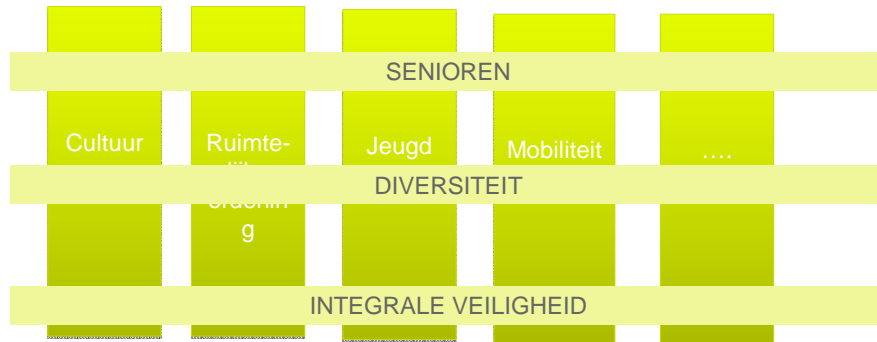 SENIOREN
Cultuur
Ruimte-
g
Jeugd
Mobiliteit
....
DIVERSITEIT
INTEGRALE VEILIGHEID